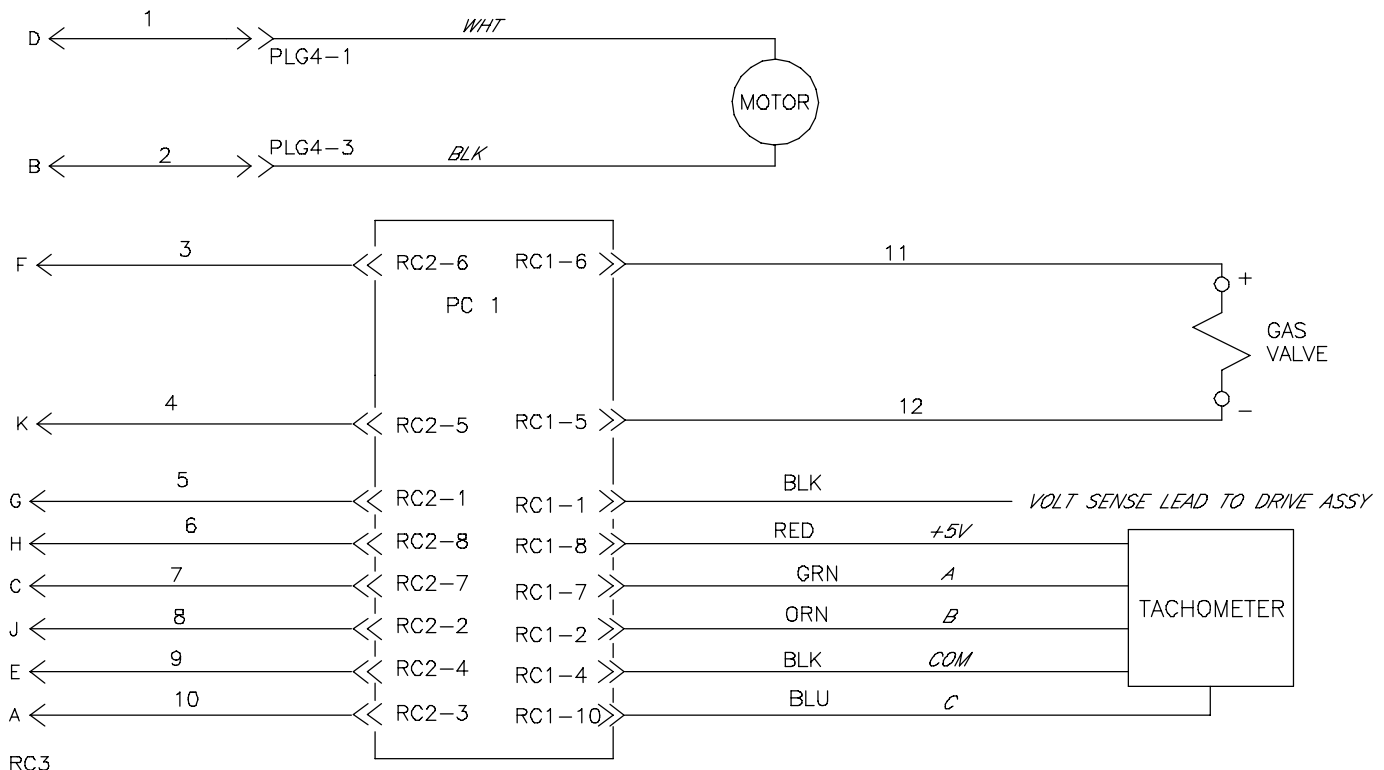 D 1 WHT
PLG4-1
MOTOR
B 2 PLG4-3 BLK
F 3 RC2-6 RC1-6 11 +
PC 1
GAS
VALVE
K 4 RC2-5 RC1-5 12 -
G 5 RC2-1 RC1-1 BLK VOLT SENSE LEAD TO DRIVE ASSY
H 6 RC2-8 RC1-8 RED +5V
C 7 RC2-7 RC1-7 GRN A
TACHOMETER
J 8 RC2-2 RC1-2 ORN B
E 9 RC2-4 RC1-4 BLK COM
A 10 RC2-3 RC1-10 BLU C
RC3